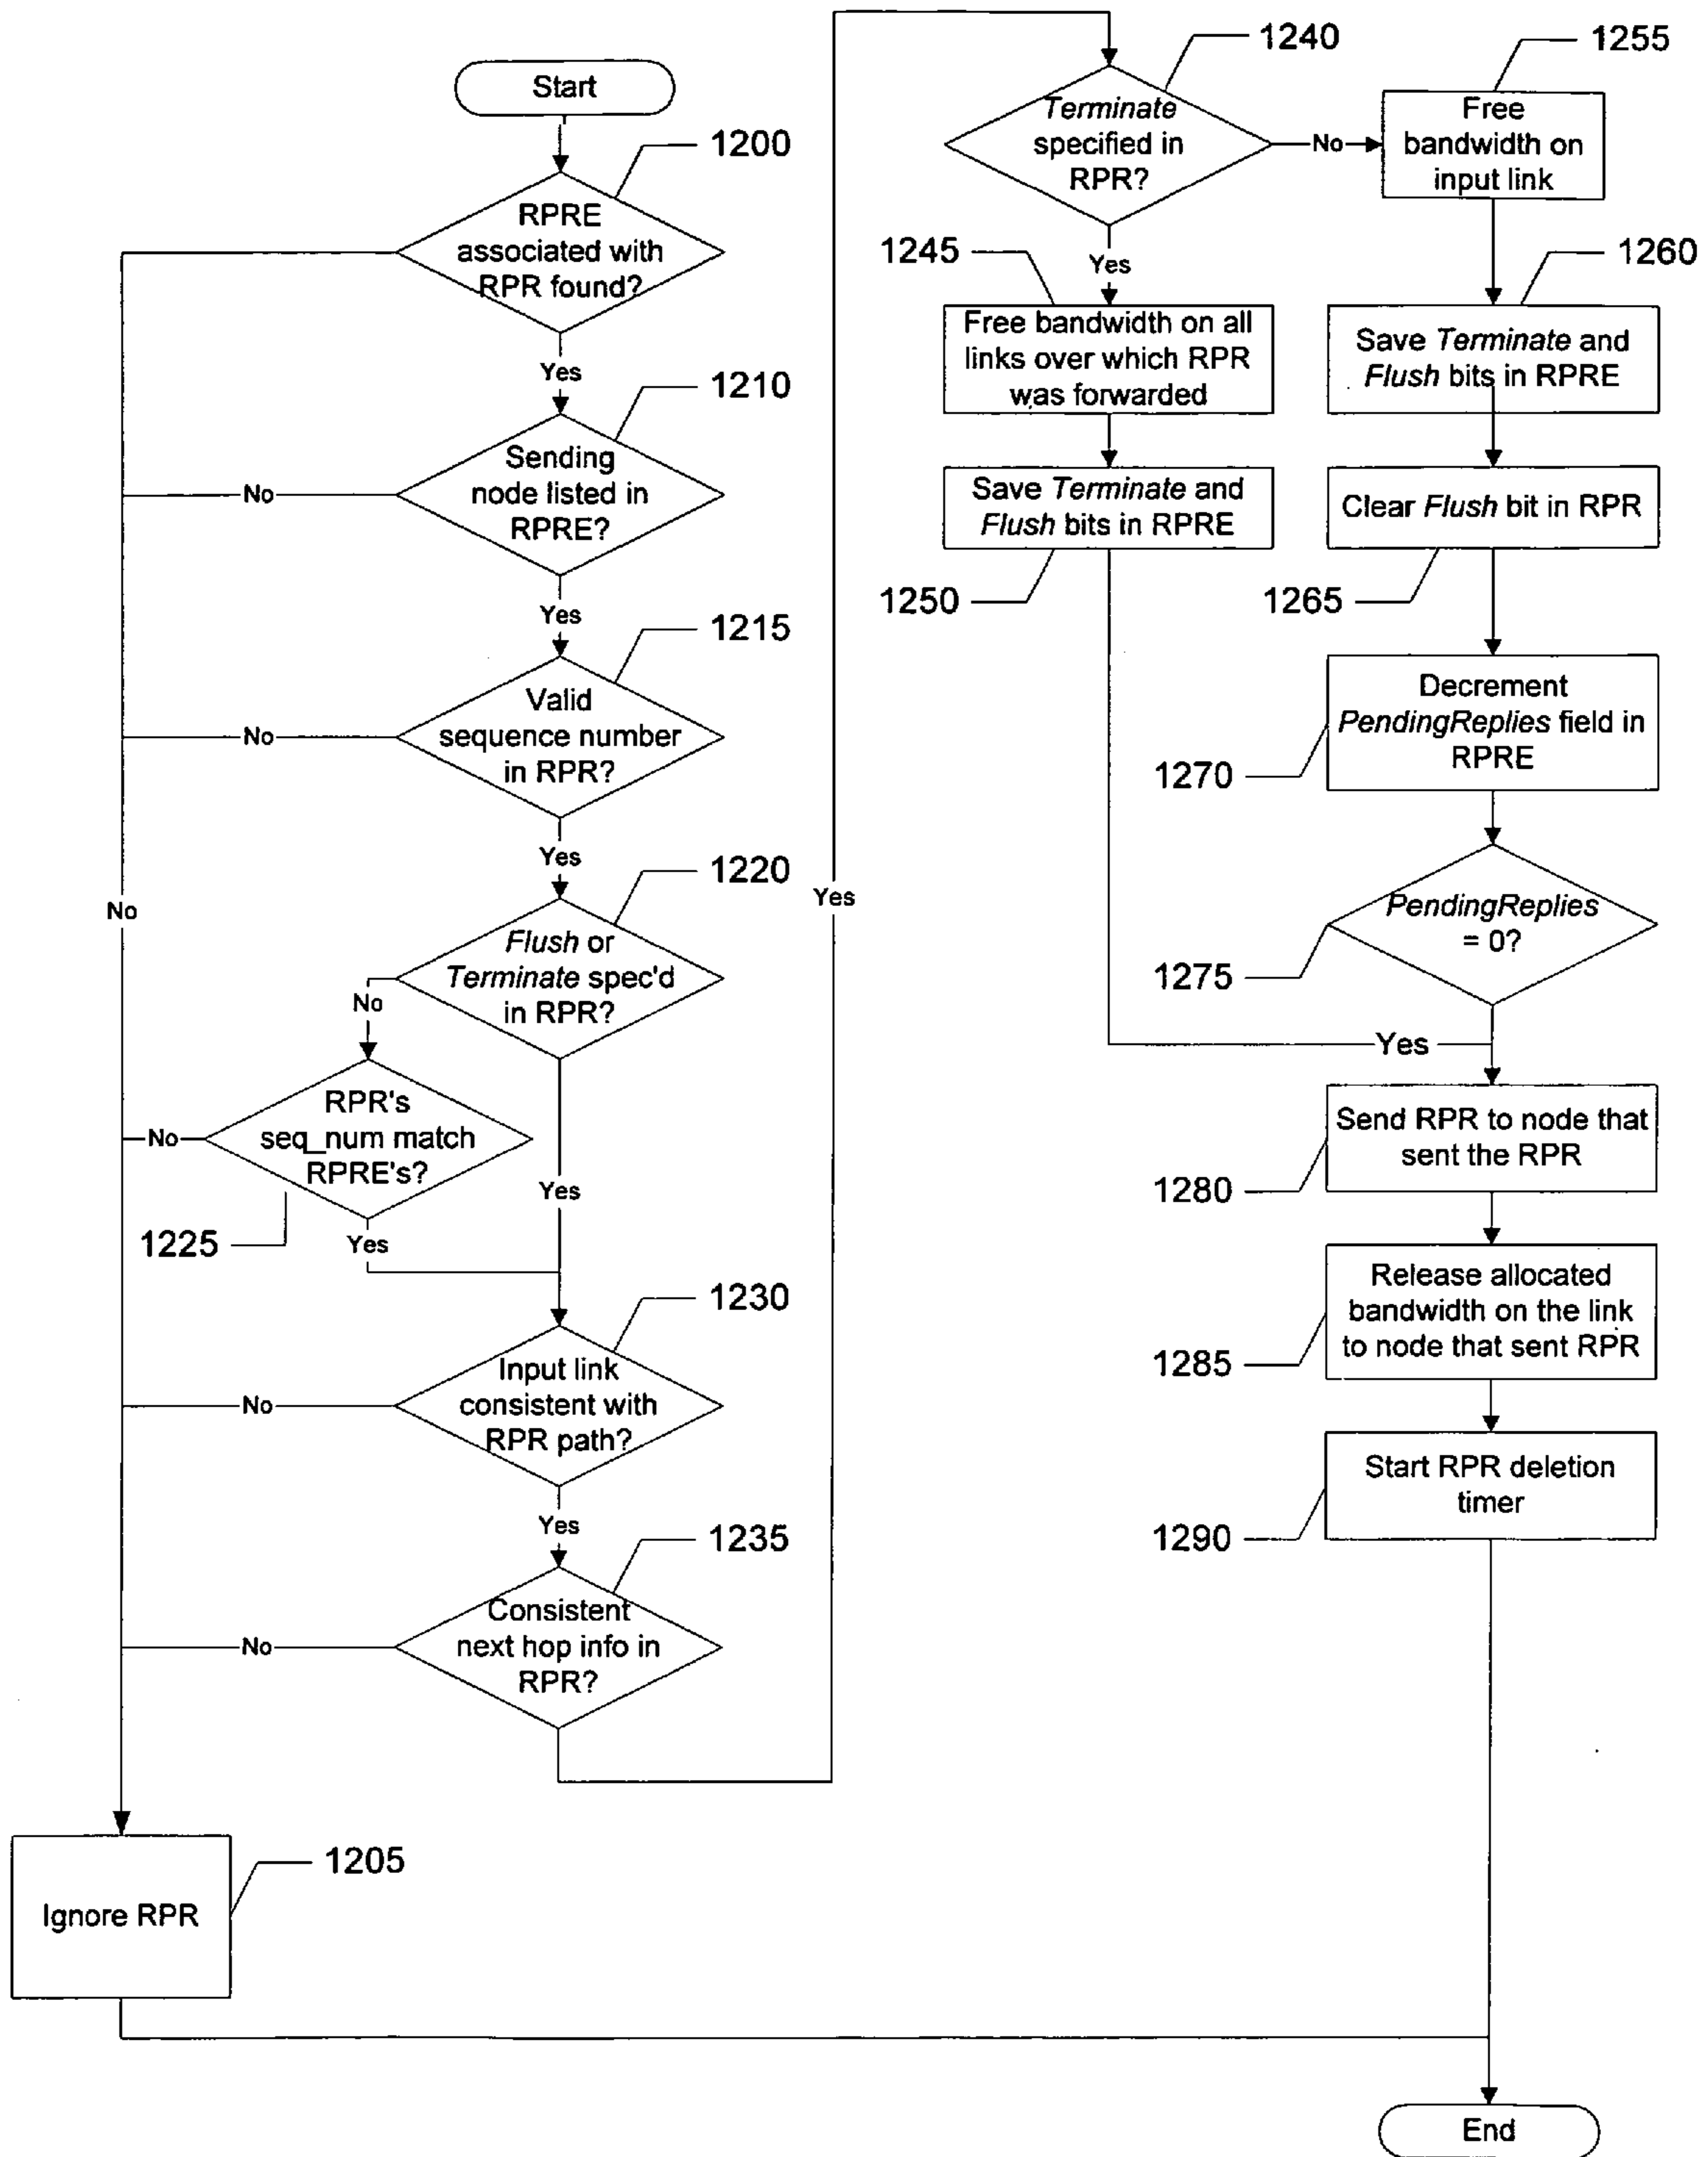 Start
1200
RPRE
associated with
RPR found?
Yes
1210
Sending
node listed in
RPRE?
No
Yes
1215
Valid
sequence number
in RPR?
No
Yes
1220
Flush or
Terminate spec'd
in RPR?
No
No
RPR's
seq_num match
RPRE's?
No
Yes
1225
Yes
1230
Input link
consistent with
RPR path?
No
Yes
1235
Consistent
next hop info in
RPR?
No
Yes
1205
Ignore RPR
1240
Terminate
specified in
RPR?
No
Yes
1255
Free
bandwidth on
input link
1245
Free bandwidth on all
links over which RPR
was forwarded
1260
Save Terminate and
Flush bits in RPRE
Save Terminate and
Flush bits in RPRE
1250
Clear Flush bit in RPR
1265
Decrement
PendingReplies field in
RPRE
1270
PendingReplies
= 0?
1275
Yes
Send RPR to node that
sent the RPR
1280
Release allocated
bandwidth on the link
to node that sent RPR
1285
Start RPR deletion
timer
1290
End